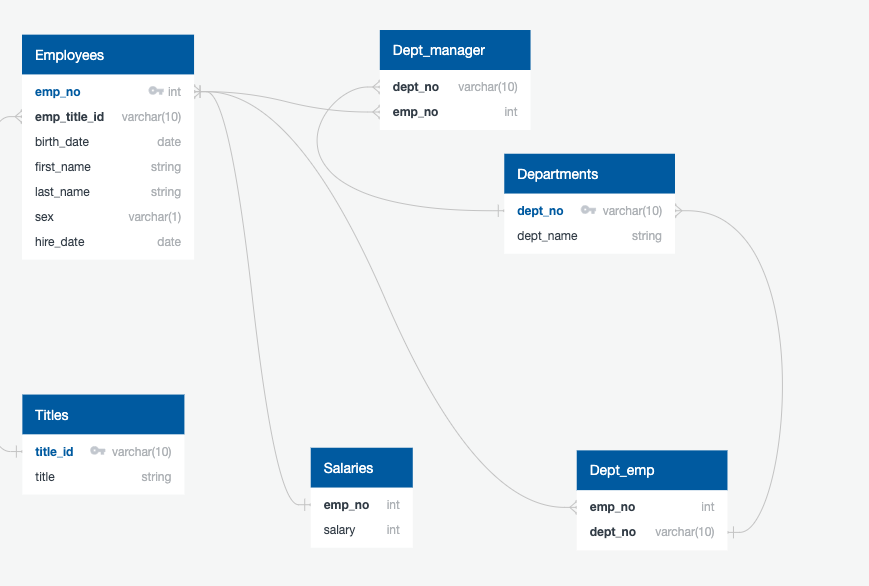 Employees
emp_no int
emp_title_id varchar(10)
birth_date date
first_name string
last_name string
sex varchar(1)
hire_date date
Dept_manager
dept_no varchar(10)
emp_no int
Departments
dept_no varchar(10)
dept_name string
Titles
title_id varchar(10)
title string
Salaries
emp_no int
salary int
Dept_emp
emp_no int
dept_no varchar(10)